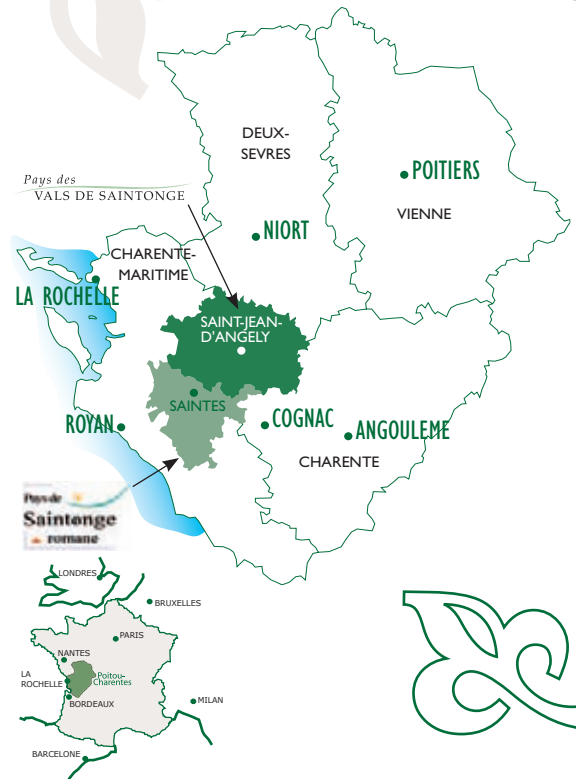 DEUX-
SEVRES
POITIERS
Pays des
VALS DE SAINTONGE
VIENNE
NIORT
CHARENTE-
MARITIME
LA ROCHELLE
SAINT-JEAN-
D'ANGELY
SAINTES
ROYAN
COGNAC
ANGOULEME
CHARENTE
Pays de
Saintonge
romane
LONDRES
BRUXELLES
PARIS
NANTES
LA
ROCHELLE
Poitou-
Charentes
BORDEAUX
MILAN
BARCELONE